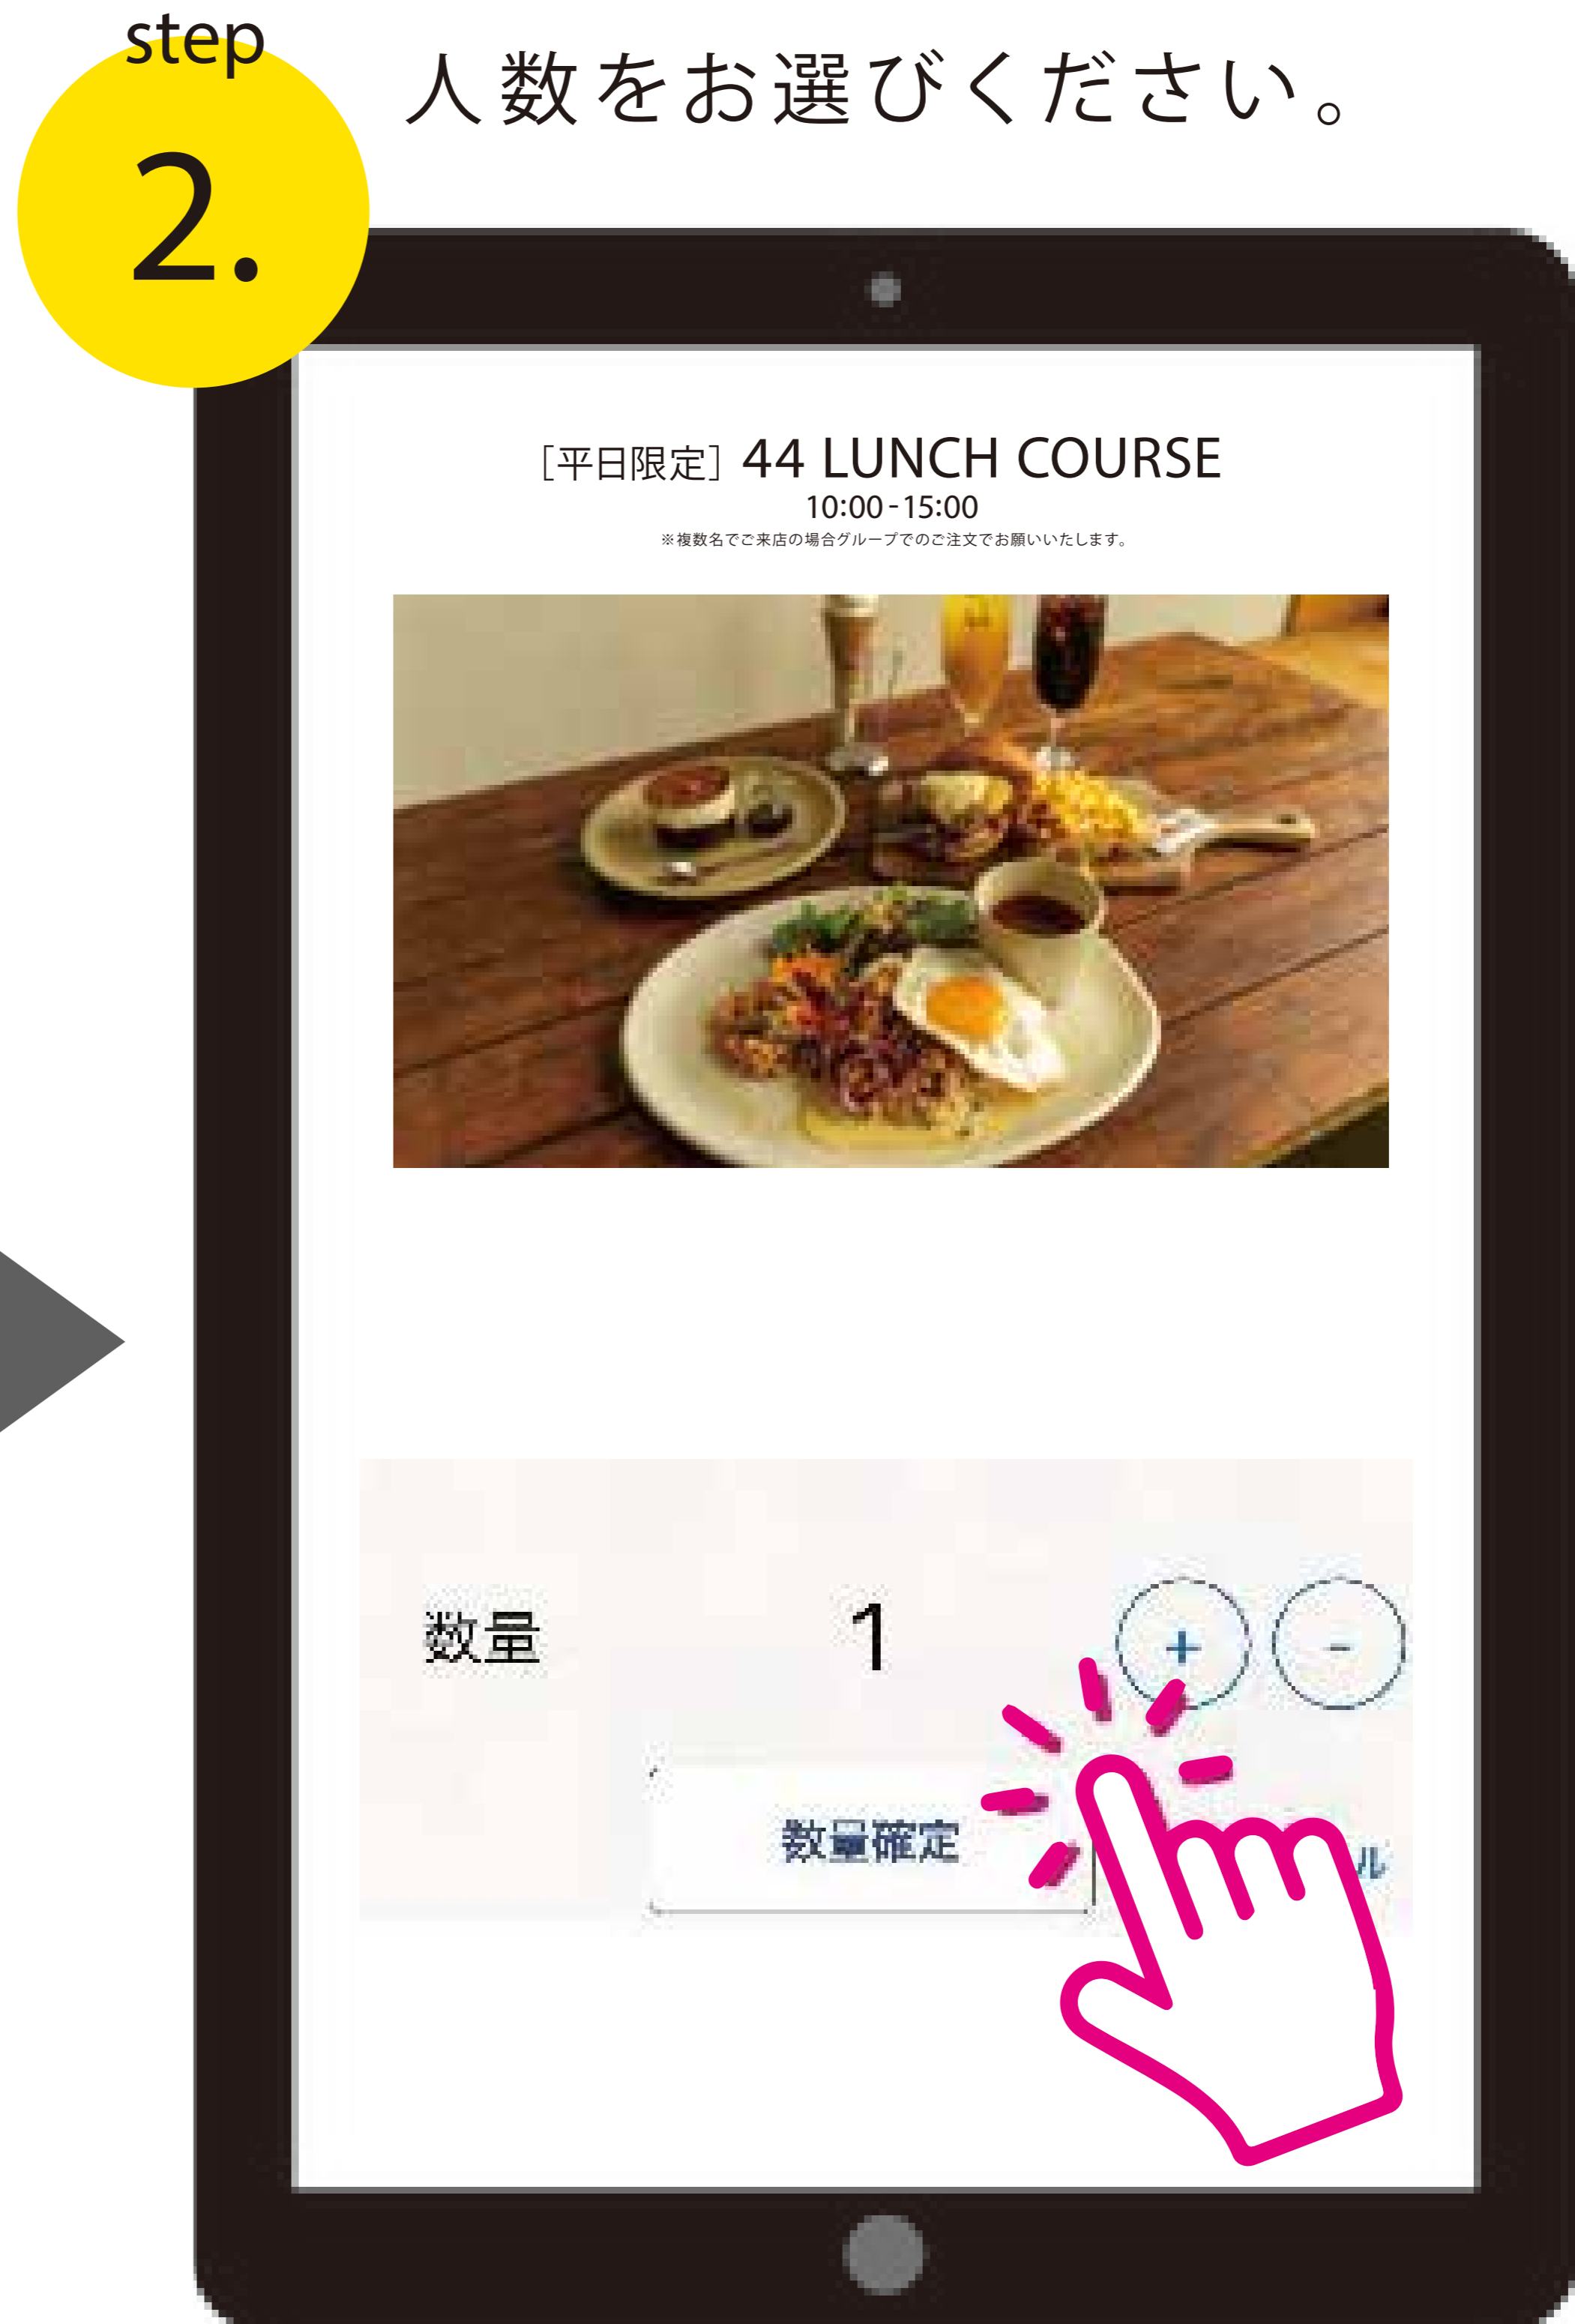 step
2.
人数をお選びください。
［平日限定］44 LUNCH COURSE
10:00-15:00
※複数名でご来店の場合グループでのご注文でお願いいたします。
数量 1 + -
数量確定 ル